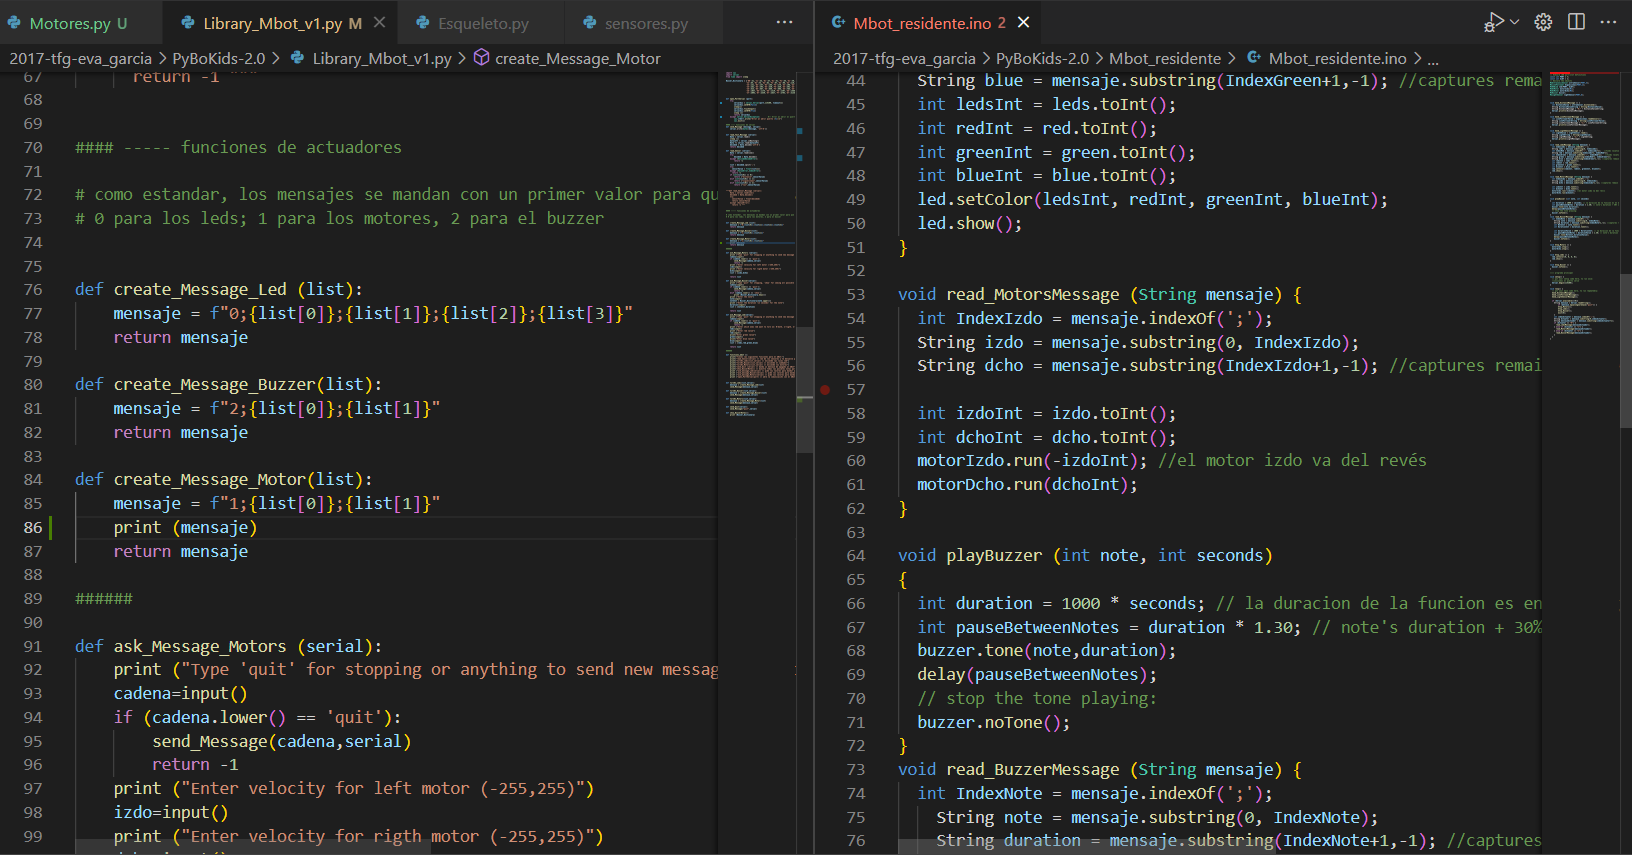 Motores.py U
Library_Mbot_v1.py M
Esqueleto.py
sensores.py
2017-tfg-eva_garcia > PyBoKids-2.0 > Library_Mbot_v1.py > create_Message_Motor
67 return -1
68
69
70 #### ----- funciones de actuadores
71
72 # como estandar, los mensajes se mandan con un primer valor para qu
73 # 0 para los leds; 1 para los motores, 2 para el buzzer
74
75
76 def create_Message_Led (list):
77 mensaje = f"0;{list[0]};{list[1]};{list[2]};{list[3]}"
78 return mensaje
79
80 def create_Message_Buzzer(list):
81 mensaje = f"2;{list[0]};{list[1]}"
82 return mensaje
83
84 def create_Message_Motor(list):
85 mensaje = f"1;{list[0]};{list[1]}"
86 print (mensaje)
87 return mensaje
88
89 ######
90
91 def ask_Message_Motors (serial):
92 print ("Type 'quit' for stopping or anything to send new messag
93 cadena=input()
94 if (cadena.lower() == 'quit'):
95 send_Message(cadena,serial)
96 return -1
97 print ("Enter velocity for left motor (-255,255)")
98 izdo=input()
99 print ("Enter velocity for rigth motor (-255,255)")
Mbot_residente.ino 2
2017-tfg-eva_garcia > PyBoKids-2.0 > Mbot_residente > Mbot_residente.ino > ...
44 String blue = mensaje.substring(IndexGreen+1,-1); //captures rema
45 int ledsInt = leds.toInt();
46 int redInt = red.toInt();
47 int greenInt = green.toInt();
48 int blueInt = blue.toInt();
49 led.setColor(ledsInt, redInt, greenInt, blueInt);
50 led.show();
51 }
52
53 void read_MotorsMessage (String mensaje) {
54 int IndexIzdo = mensaje.indexOf(';');
55 String izdo = mensaje.substring(0, IndexIzdo);
56 String dcho = mensaje.substring(IndexIzdo+1,-1); //captures remai
57
58 int izdoInt = izdo.toInt();
59 int dchoInt = dcho.toInt();
60 motorIzdo.run(-izdoInt); //el motor izdo va del revés
61 motorDcho.run(dchoInt);
62 }
63
64 void playBuzzer (int note, int seconds)
65 {
66 int duration = 1000 * seconds; // la duracion de la funcion es en
67 int pauseBetweenNotes = duration * 1.30; // note's duration + 30%
68 buzzer.tone(note,duration);
69 delay(pauseBetweenNotes);
70 // stop the tone playing:
71 buzzer.noTone();
72 }
73 void read_BuzzerMessage (String mensaje) {
74 int IndexNote = mensaje.indexOf(';');
75 String note = mensaje.substring(0, IndexNote);
76 String duration = mensaje.substring(IndexNote+1,-1); //captures